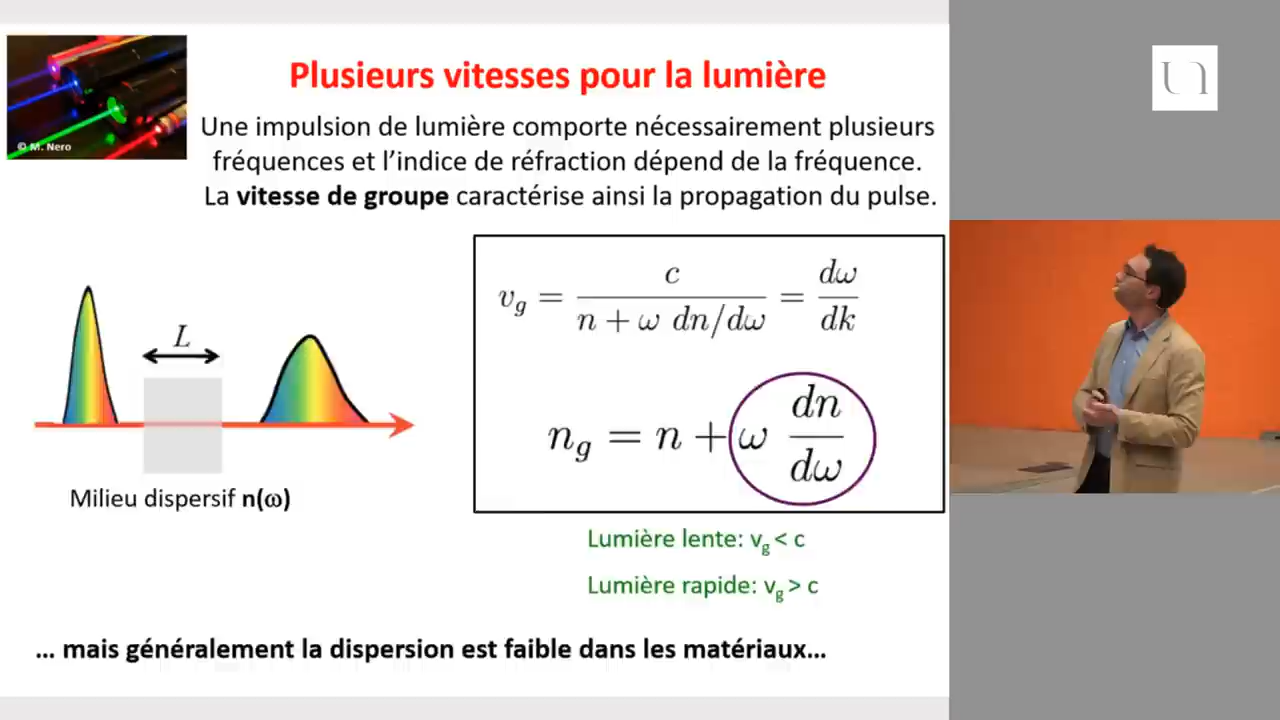 Plusieurs vitesses pour la lumière
© M. Nero
Une impulsion de lumière comporte nécessairement plusieurs
fréquences et l’indice de réfraction dépend de la fréquence.
La vitesse de groupe caractérise ainsi la propagation du pulse.
v_g = c / (n + ω dn/dω) = dω/dk
L
n_g = n + ω dn/dω
Milieu dispersif n(ω)
Lumière lente: v_g < c
Lumière rapide: v_g > c
... mais généralement la dispersion est faible dans les matériaux...